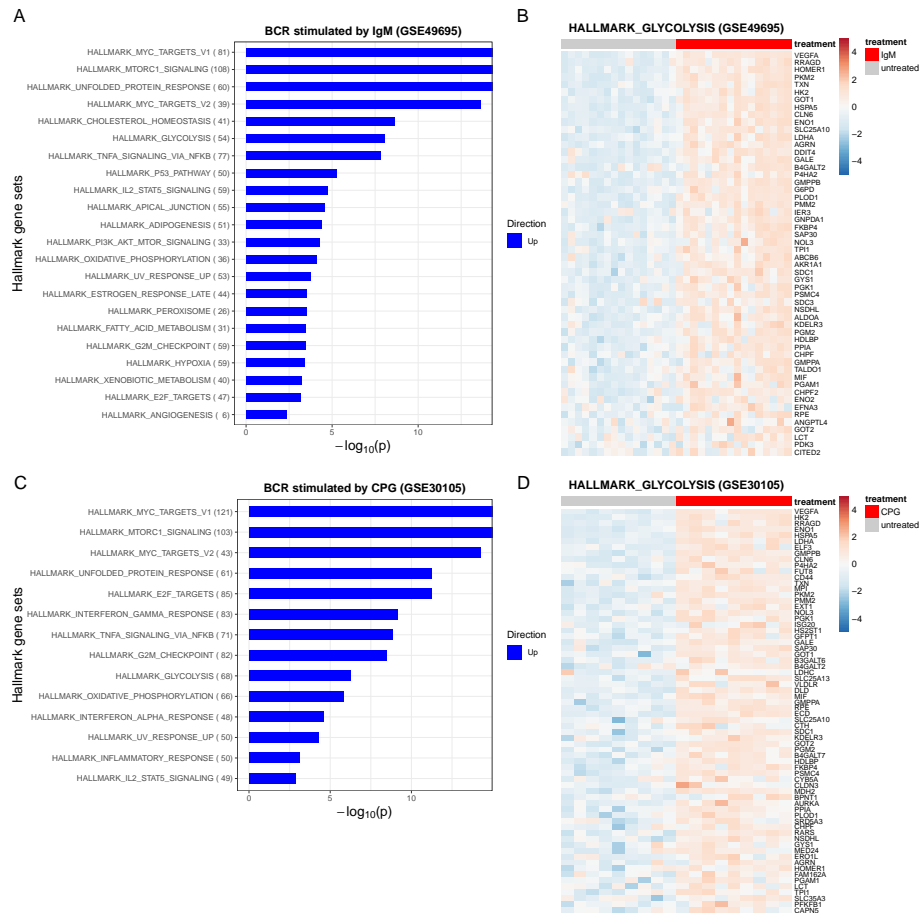 A
BCR stimulated by IgM (GSE49695)
Hallmark gene sets
HALLMARK_MYC_TARGETS_V1 ( 81)
HALLMARK_MTORC1_SIGNALING (108)
HALLMARK_UNFOLDED_PROTEIN_RESPONSE ( 60)
HALLMARK_MYC_TARGETS_V2 ( 39)
HALLMARK_CHOLESTEROL_HOMEOSTASIS ( 41)
HALLMARK_GLYCOLYSIS ( 54)
HALLMARK_TNFA_SIGNALING_VIA_NFKB ( 77)
HALLMARK_P53_PATHWAY ( 50)
HALLMARK_IL2_STAT5_SIGNALING ( 59)
HALLMARK_APICAL_JUNCTION ( 55)
HALLMARK_ADIPOGENESIS ( 51)
HALLMARK_PI3K_AKT_MTOR_SIGNALING ( 33)
HALLMARK_OXIDATIVE_PHOSPHORYLATION ( 36)
HALLMARK_UV_RESPONSE_UP ( 53)
HALLMARK_ESTROGEN_RESPONSE_LATE ( 44)
HALLMARK_PEROXISOME ( 26)
HALLMARK_FATTY_ACID_METABOLISM ( 31)
HALLMARK_G2M_CHECKPOINT ( 59)
HALLMARK_HYPOXIA ( 59)
HALLMARK_XENOBIOTIC_METABOLISM ( 40)
HALLMARK_E2F_TARGETS ( 47)
HALLMARK_ANGIOGENESIS ( 6)
0 5 10
−log10(p)
Direction
Up
B
HALLMARK_GLYCOLYSIS (GSE49695)
treatment
VEGFA
RRAGD
HOMER1
PKM2
TXN
HK2
GOT1
HSPA5
CLN6
ENO1
SLC25A10
LDHA
AGRN
DDIT4
GALE
B4GALT2
P4HA2
GMPPB
G6PD
PLOD1
PMM2
IER3
GNPDA1
FKBP4
SAP30
NOL3
TPI1
ABCB6
AKR1A1
SDC1
GYS1
PGK1
PSMC4
SDC3
NSDHL
ALDOA
KDELR3
PGM2
HDLBP
PPIA
CHPF
GMPPA
TALDO1
MIF
PGAM1
CHPF2
ENO2
EFNA3
RPE
ANGPTL4
GOT2
LCT
PDK3
CITED2
4
2
0
−2
−4
treatment
IgM
untreated
C
BCR stimulated by CPG (GSE30105)
Hallmark gene sets
HALLMARK_MYC_TARGETS_V1 (121)
HALLMARK_MTORC1_SIGNALING (103)
HALLMARK_MYC_TARGETS_V2 ( 43)
HALLMARK_UNFOLDED_PROTEIN_RESPONSE ( 61)
HALLMARK_E2F_TARGETS ( 85)
HALLMARK_INTERFERON_GAMMA_RESPONSE ( 83)
HALLMARK_TNFA_SIGNALING_VIA_NFKB ( 71)
HALLMARK_G2M_CHECKPOINT ( 82)
HALLMARK_GLYCOLYSIS ( 68)
HALLMARK_OXIDATIVE_PHOSPHORYLATION ( 66)
HALLMARK_INTERFERON_ALPHA_RESPONSE ( 48)
HALLMARK_UV_RESPONSE_UP ( 50)
HALLMARK_INFLAMMATORY_RESPONSE ( 50)
HALLMARK_IL2_STAT5_SIGNALING ( 49)
0 5 10
−log10(p)
Direction
Up
D
HALLMARK_GLYCOLYSIS (GSE30105)
treatment
VEGFA
HK2
RRAGD
ENO1
HSPA5
LDHA
ELF3
GMPPB
CLN6
P4HA2
FUT8
CD44
TXN
MPI
PKM2
PMM2
EXT1
NOL3
PGK1
ISG20
HS2ST1
GFPT1
GALE
SAP30
GOT1
B3GALT6
B4GALT2
LDHC
SLC25A13
VLDLR
DLD
MIF
GMPPA
RPE
ECD
SLC25A10
CTH
SDC1
KDELR3
GOT2
PGM2
B4GALT7
HDLBP
FKBP4
PSMC4
CYB5A
CLDN3
MDH2
BPNT1
AURKA
PPIA
PLOD1
SRD5A3
CHPF
RARS
NSDHL
GYS1
MED24
ERO1L
AGRN
HOMER1
FAM162A
PGAM1
LCT
TPI1
SLC35A3
PFKFB1
CAPN5
4
2
0
−2
−4
treatment
CPG
untreated